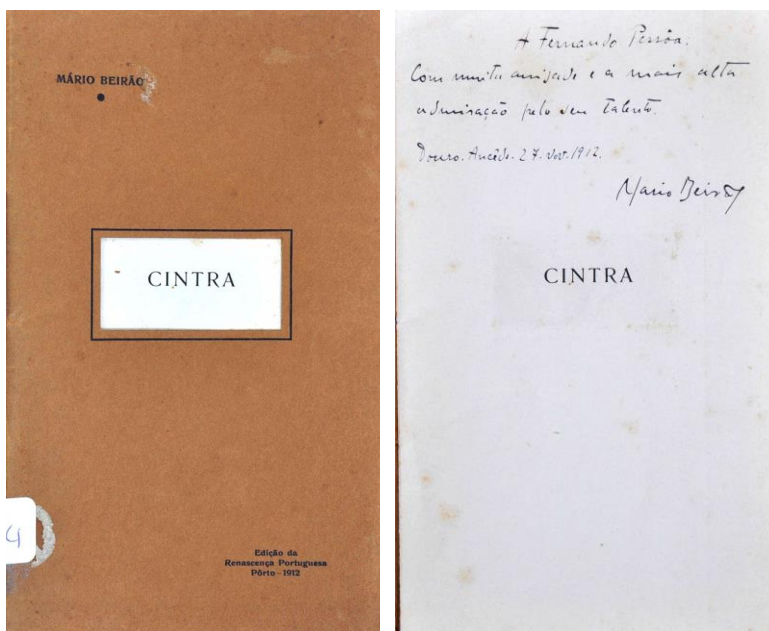 MÁRIO BEIRÃO
CINTRA
4
Edição da
Renascença Portuguesa
Pôrto - 1912
A Fernando Pessôa.
Com muita amisade e a mais alta
admiração pelo seu talento.
Douro. Ancêde. 27. Nov. 1912.
Mario Beirão
CINTRA